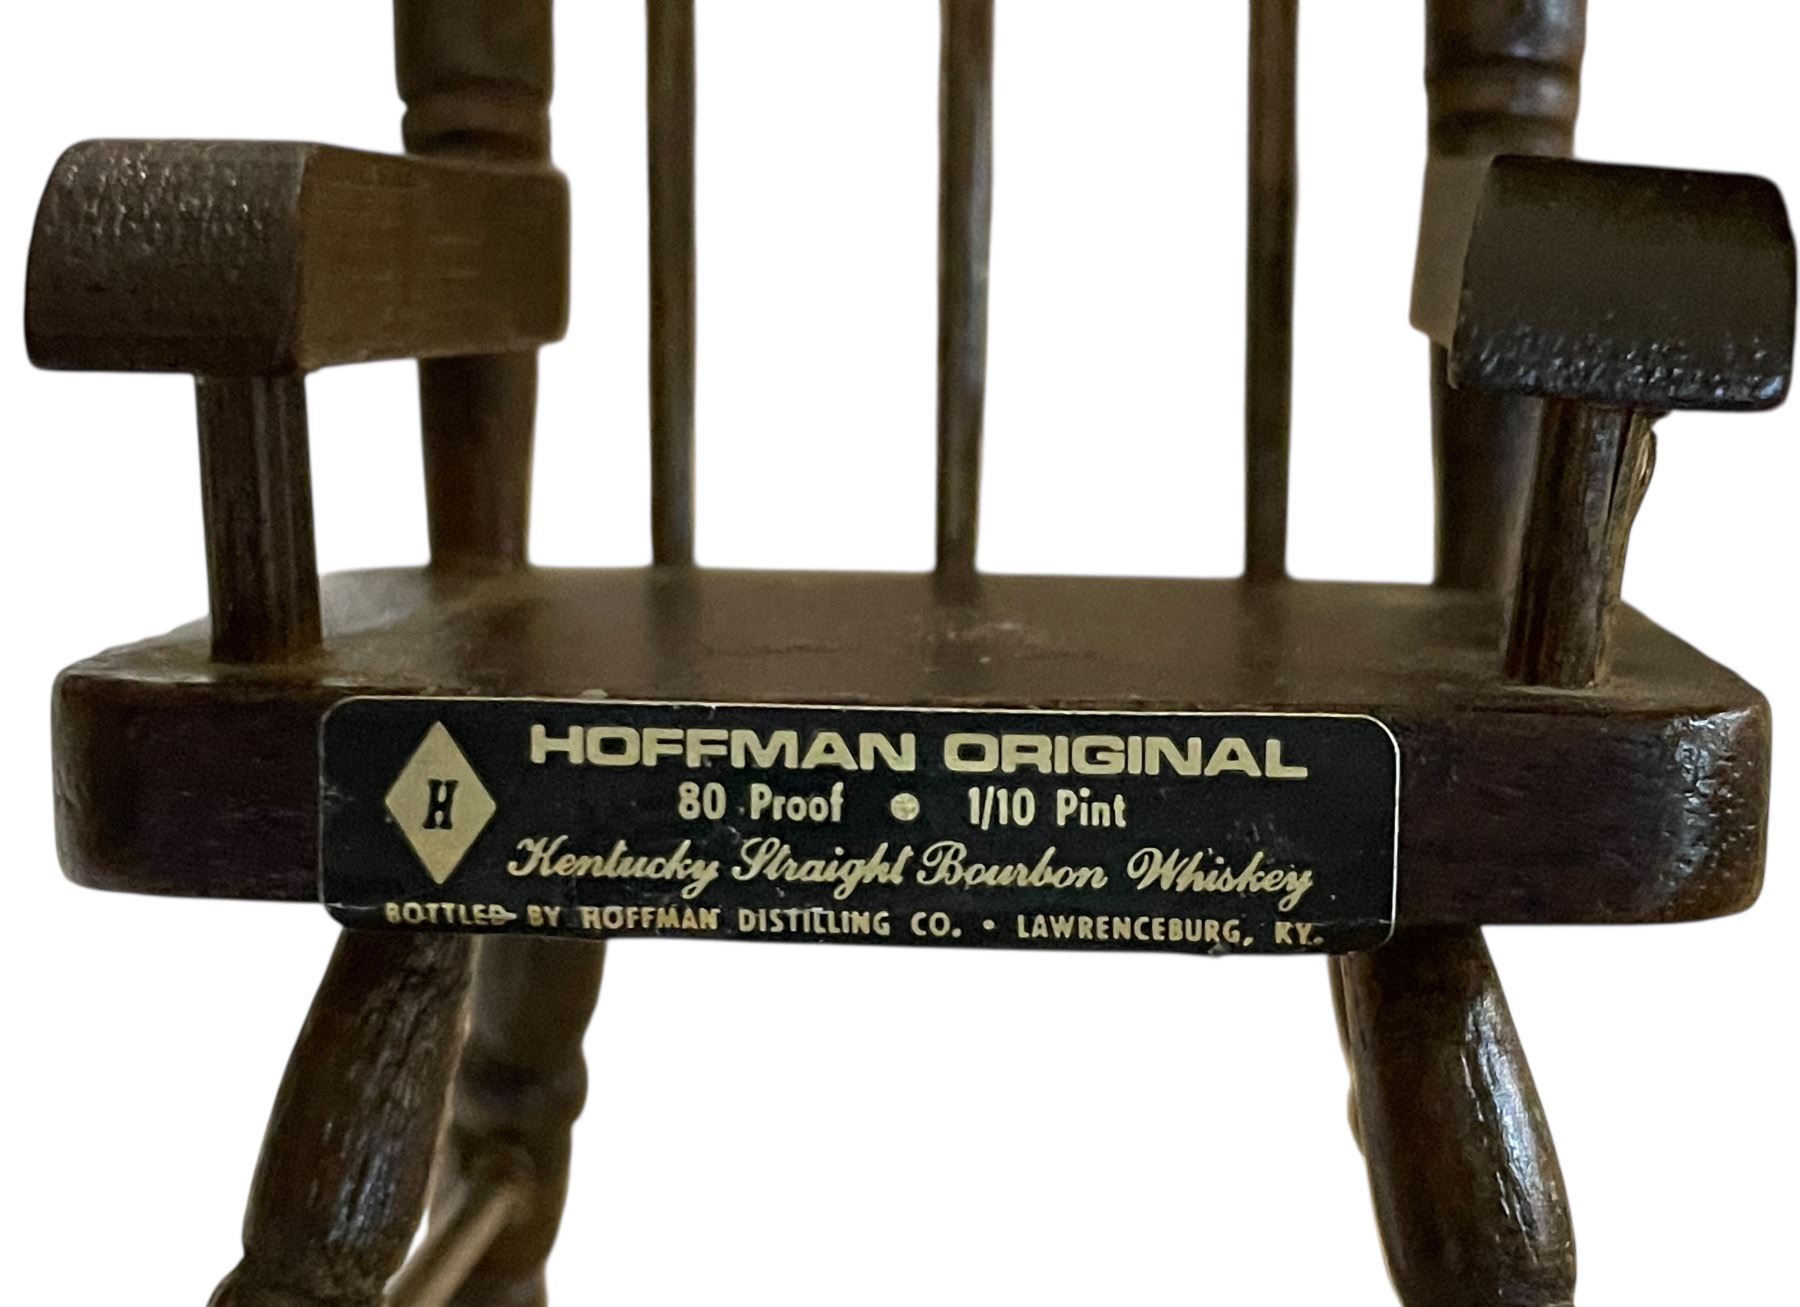 HOFFMAN ORIGINAL
H
80 Proof • 1/10 Pint
Kentucky Straight Bourbon Whiskey
BOTTLED BY HOFFMAN DISTILLING CO. • LAWRENCEBURG, KY.